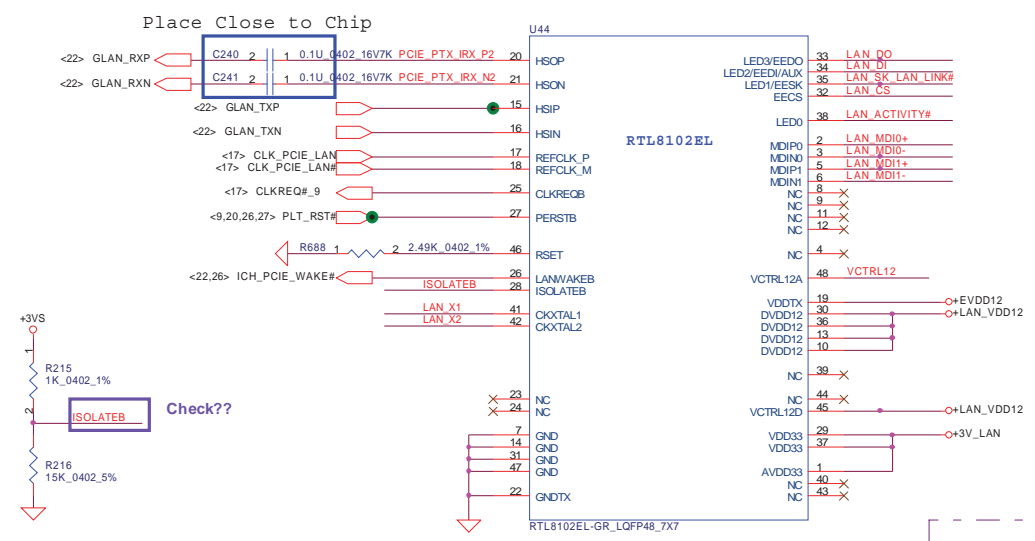 Place Close to Chip
U44
<22> GLAN_RXP C240 2 1 0.1U_0402_16V7K PCIE_PTX_IRX_P2 20 HSOP LED3/EEDO 33 LAN_DO
<22> GLAN_RXN C241 2 1 0.1U_0402_16V7K PCIE_PTX_IRX_N2 21 HSON LED2/EEDI/AUX 34 LAN_DI
LED1/EESK 35 LAN_SK_LAN_LINK#
EECS 32 LAN_CS
<22> GLAN_TXP 15 HSIP
LED0 38 LAN_ACTIVITY#
<22> GLAN_TXN 16 HSIN
RTL8102EL
MDIP0 2 LAN_MDI0+
<17> CLK_PCIE_LAN 17 REFCLK_P MDIN0 3 LAN_MDI0-
<17> CLK_PCIE_LAN# 18 REFCLK_M MDIP1 5 LAN_MDI1+
MDIN1 6 LAN_MDI1-
<17> CLKREQ#_9 25 CLKREQB NC 8
NC 9
<9,20,26,27> PLT_RST# 27 PERSTB NC 11
NC 12
R688 1 2 2.49K_0402_1% 46 RSET NC 4
<22,26> ICH_PCIE_WAKE# 26 LANWAKEB VCTRL12A 48 VCTRL12
ISOLATEB 28 ISOLATEB
VDDTX 19 +EVDD12
LAN_X1 41 CKXTAL1 DVDD12 30 +LAN_VDD12
LAN_X2 42 CKXTAL2 DVDD12 36
DVDD12 13
DVDD12 10
+3VS
1
R215
1K_0402_1%
2
NC 39
23 NC NC 44
24 NC VCTRL12D 45 +LAN_VDD12
ISOLATEB
Check??
7 GND VDD33 29 +3V_LAN
14 GND VDD33 37
31 GND
47 GND AVDD33 1
R216
15K_0402_5%
NC 40
22 GNDTX NC 43
RTL8102EL-GR_LQFP48_7X7